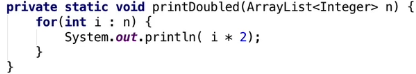 private static void printDoubled(ArrayList<Integer> n) {
    for(int i : n) {
        System.out.println( i * 2);
    }
}